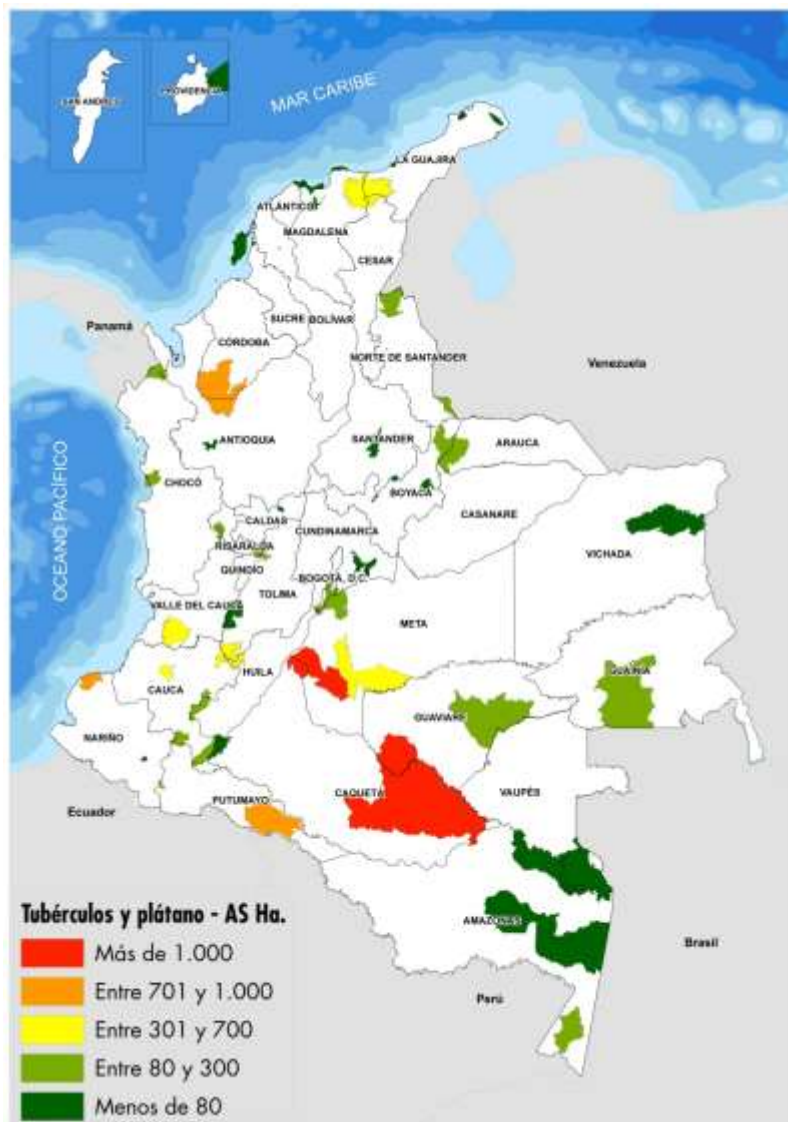 SAN ANDRÉS
PROVIDENCIA
MAR CARIBE
LA GUAJIRA
ATLÁNTICO
MAGDALENA
CESAR
Panamá
SUCRE
BOLÍVAR
CÓRDOBA
NORTE DE SANTANDER
Venezuela
ANTIOQUIA
SANTANDER
ARAUCA
OCEANO PACÍFICO
CHOCÓ
BOYACÁ
CASANARE
CALDAS
CUNDINAMARCA
VICHADA
RISARALDA
QUINDÍO
BOGOTÁ, D.C.
TOLIMA
VALLE DEL CAUCA
META
HUILA
GUAINÍA
CAUCA
GUAVIARE
NARIÑO
CAQUETÁ
VAUPÉS
PUTUMAYO
Ecuador
AMAZONAS
Brasil
Perú
Tubérculos y plátano - AS Ha.
Más de 1.000
Entre 701 y 1.000
Entre 301 y 700
Entre 80 y 300
Menos de 80